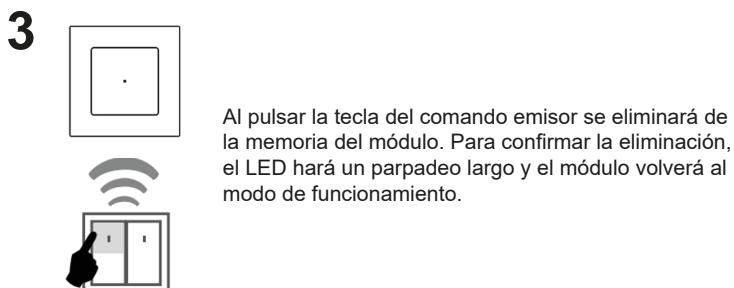 3
Al pulsar la tecla del comando emisor se eliminará de
la memoria del módulo. Para confirmar la eliminación,
el LED hará un parpadeo largo y el módulo volverá al
modo de funcionamiento.